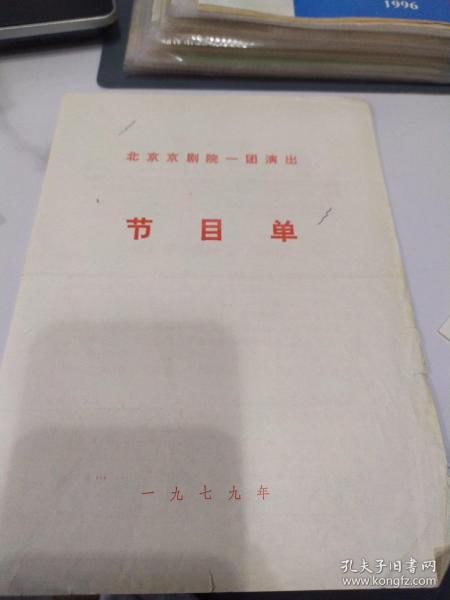 1996
北京京剧院一团演出
节目单
一九七九年
孔夫子旧书网
www.kongfz.com